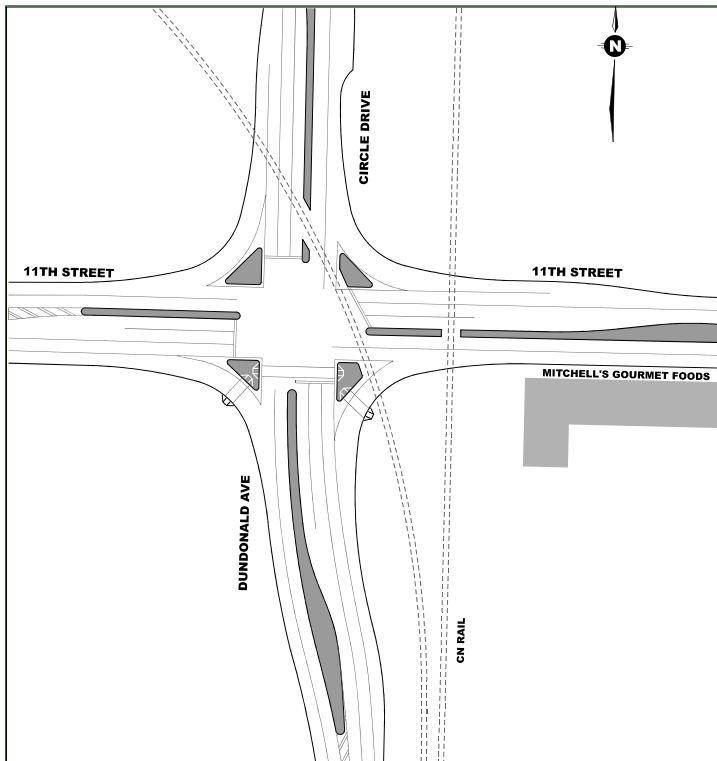 N
CIRCLE DRIVE
11TH STREET
11TH STREET
MITCHELL'S GOURMET FOODS
DUNDONALD AVE
CN RAIL